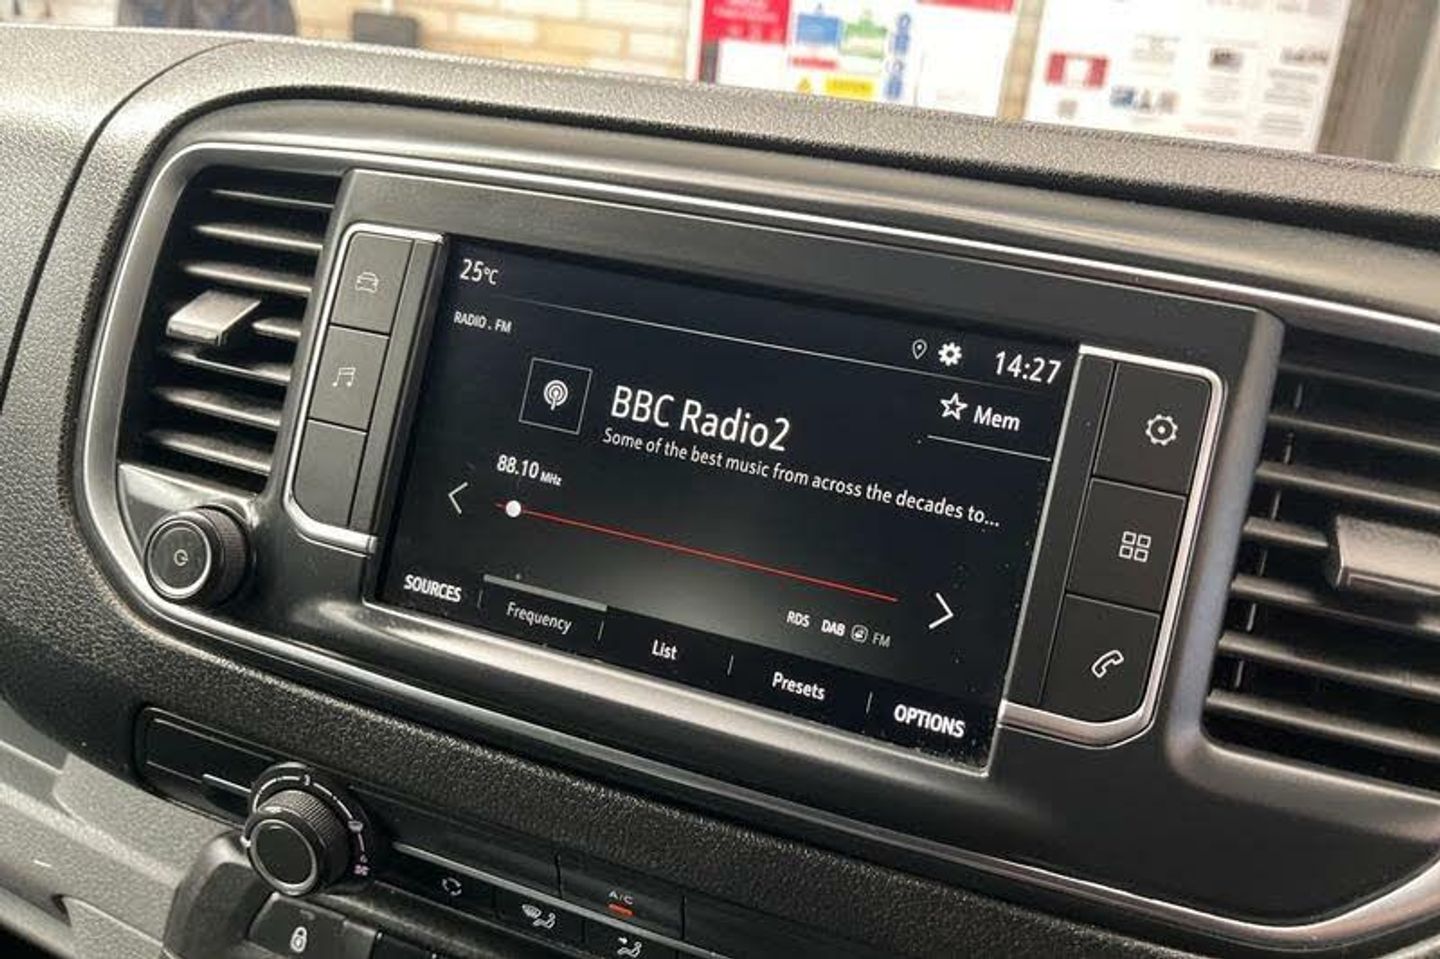 25°C
14:27
RADIO . FM
Mem
BBC Radio2
Some of the best music from across the decades to...
88.10 MHz
RDS DAB FM
SOURCES
Frequency
List
Presets
OPTIONS
A/C